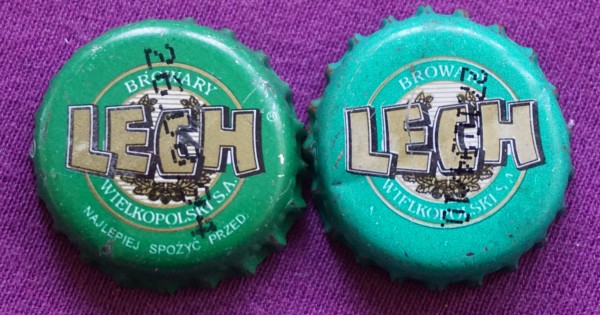 BROWARY
LECH®
WIELKOPOLSKI S.A.
NAJLEPIEJ SPOŻYĆ PRZED:
BROWARY
LECH
WIELKOPOLSKI S.A.